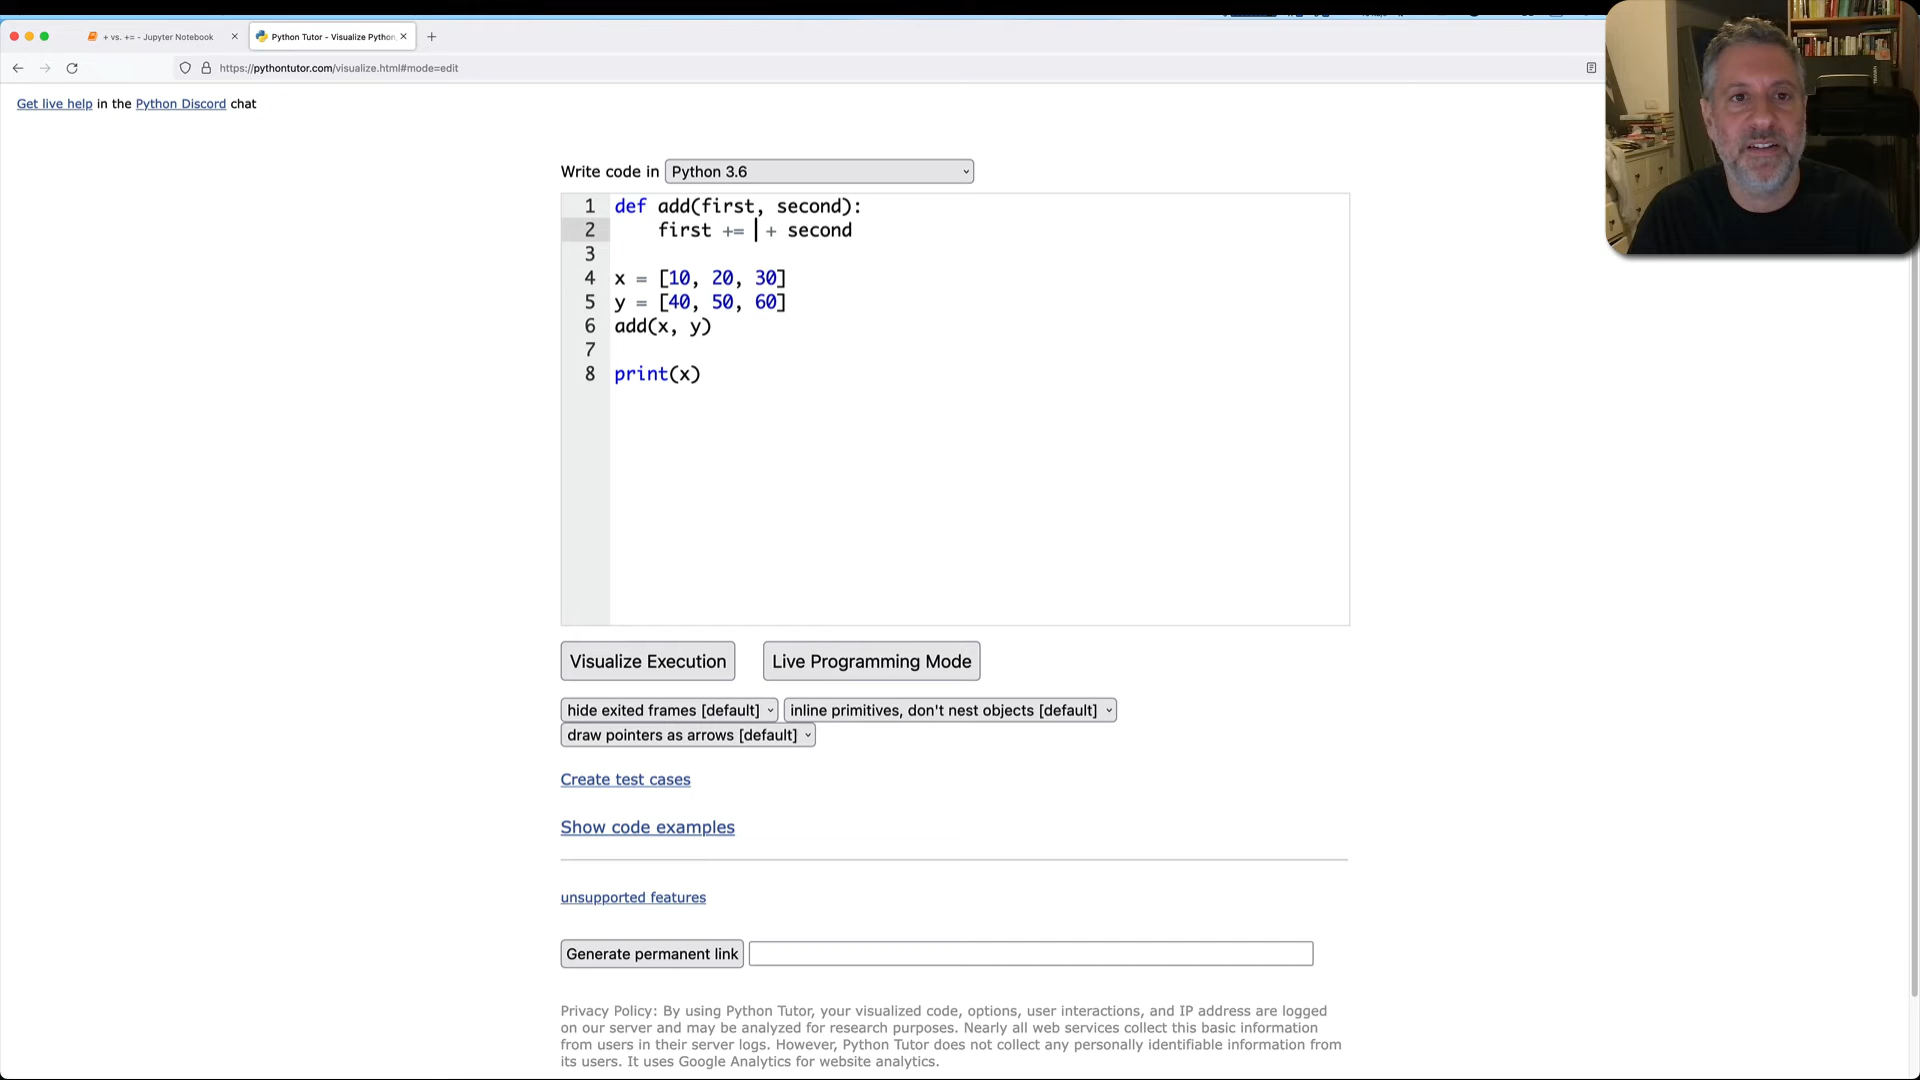 + vs. += - Jupyter Notebook
Python Tutor - Visualize Python
https://pythontutor.com/visualize.html#mode=edit
Get live help in the Python Discord chat
Write code in Python 3.6
1 def add(first, second):
2 first += + second
3
4 x = [10, 20, 30]
5 y = [40, 50, 60]
6 add(x, y)
7
8 print(x)
Visualize Execution Live Programming Mode
hide exited frames [default] inline primitives, don't nest objects [default]
draw pointers as arrows [default]
Create test cases
Show code examples
unsupported features
Generate permanent link
Privacy Policy: By using Python Tutor, your visualized code, options, user interactions, and IP address are logged
on our server and may be analyzed for research purposes. Nearly all web services collect this basic information
from users in their server logs. However, Python Tutor does not collect any personally identifiable information from
its users. It uses Google Analytics for website analytics.